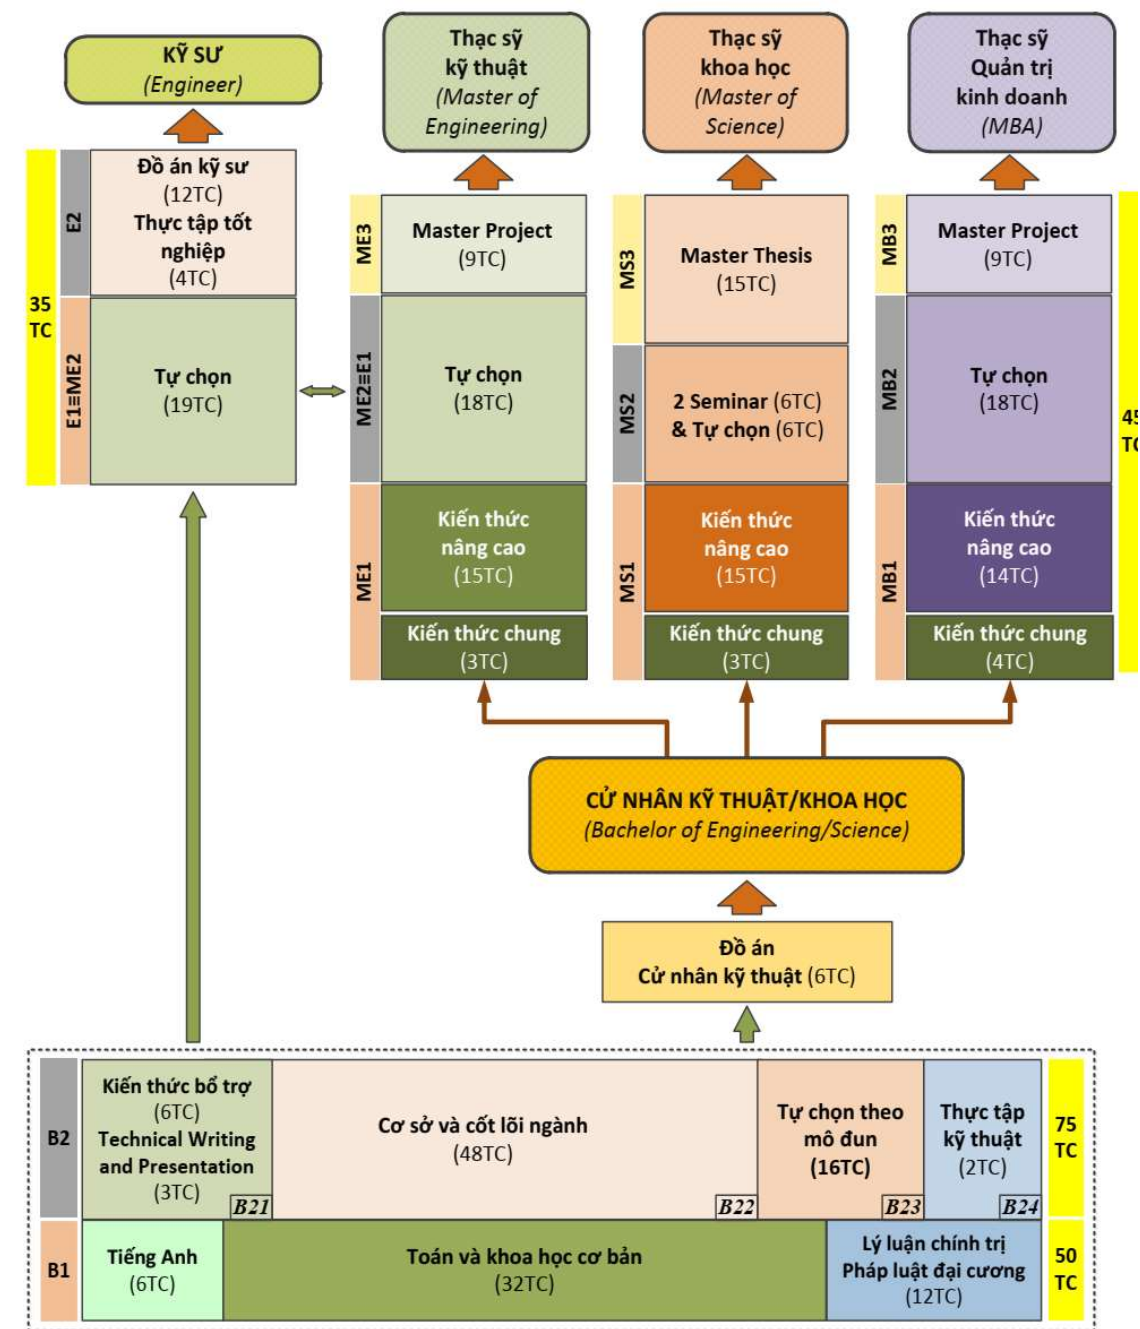 KỸ SƯ
(Engineer)
Thạc sỹ
kỹ thuật
(Master of
Engineering)
Thạc sỹ
khoa học
(Master of
Science)
Thạc sỹ
Quản trị
kinh doanh
(MBA)
35
TC
E2
E1≡ME2
Đồ án kỹ sư
(12TC)
Thực tập tốt
nghiệp
(4TC)
Tự chọn
(19TC)
ME3
ME2≡E1
ME1
Master Project
(9TC)
Tự chọn
(18TC)
Kiến thức
nâng cao
(15TC)
Kiến thức chung
(3TC)
MS3
MS2
MS1
Master Thesis
(15TC)
2 Seminar (6TC)
& Tự chọn (6TC)
Kiến thức
nâng cao
(15TC)
Kiến thức chung
(3TC)
MB3
MB2
MB1
Master Project
(9TC)
Tự chọn
(18TC)
Kiến thức
nâng cao
(14TC)
Kiến thức chung
(4TC)
45
TC
CỬ NHÂN KỸ THUẬT/KHOA HỌC
(Bachelor of Engineering/Science)
Đồ án
Cử nhân kỹ thuật (6TC)
B2
Kiến thức bổ trợ
(6TC)
Technical Writing
and Presentation
(3TC)
B21
Cơ sở và cốt lõi ngành
(48TC)
B22
Tự chọn theo
mô đun
(16TC)
B23
Thực tập
kỹ thuật
(2TC)
B24
75
TC
B1
Tiếng Anh
(6TC)
Toán và khoa học cơ bản
(32TC)
Lý luận chính trị
Pháp luật đại cương
(12TC)
50
TC